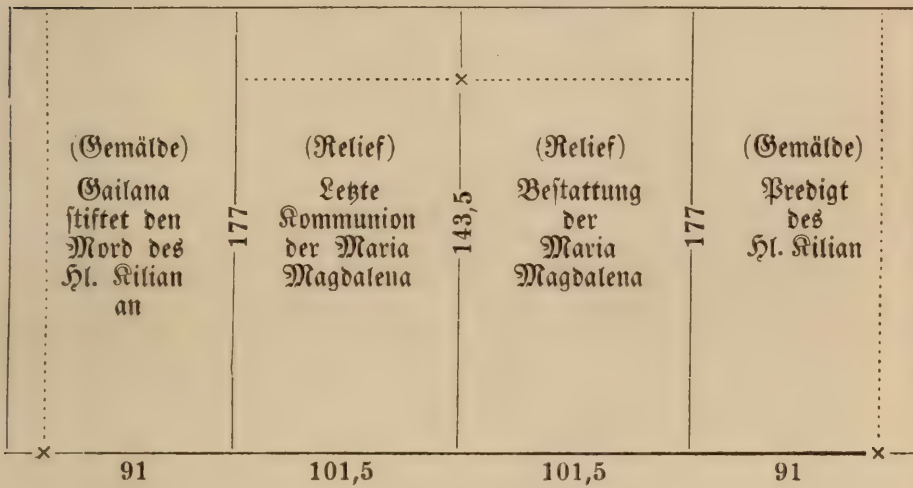 (Gemälde)
Gailana
stiftet den
Mord des
Hl. Kilian
an
177
(Relief)
Letzte
Kommunion
der Maria
Magdalena
143,5
(Relief)
Bestattung
der
Maria
Magdalena
177
(Gemälde)
Predigt
des
Hl. Kilian
91
101,5
101,5
91